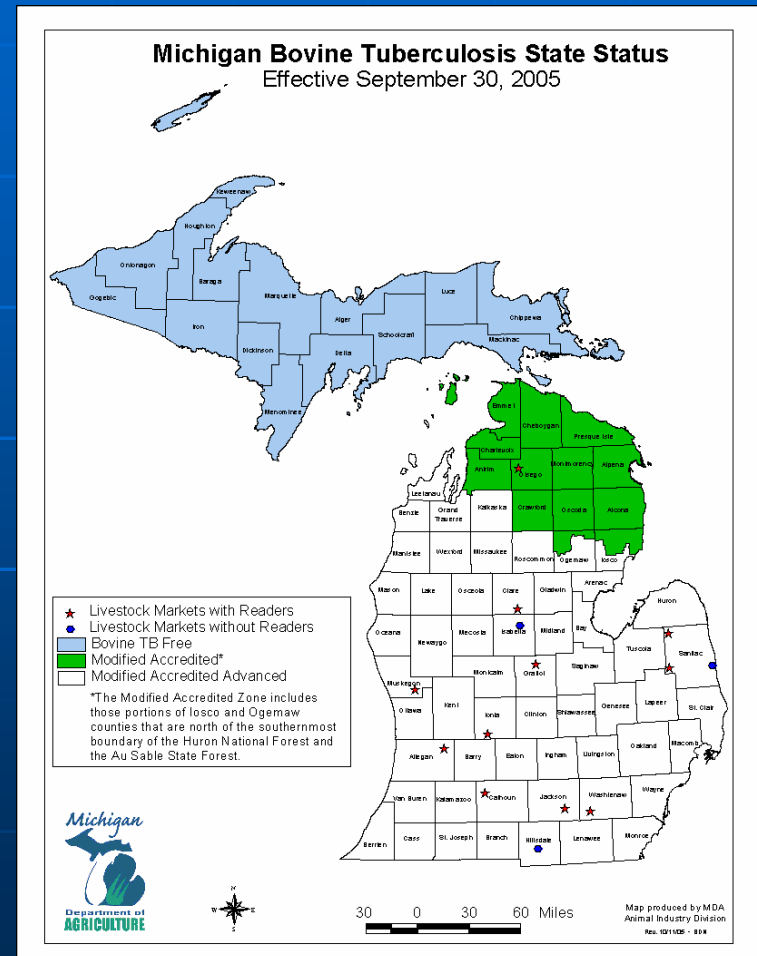 Michigan Bovine Tuberculosis State Status
Effective September 30, 2005
Keweenaw
Houghton
Ontonagon
Baraga
Gogebic
Marquette
Luce
Alger
Chippewa
Iron
Schoolcraft
Mackinac
Dickinson
Delta
Menominee
Emmet
Cheboygan
Presque Isle
Charlevoix
Antrim
Otsego
Montmorency
Alpena
Leelanau
Benzie
Grand
Traverse
Kalkaska
Crawford
Oscoda
Alcona
Manistee
Wexford
Missaukee
Roscommon
Ogemaw
Iosco
Mason
Lake
Osceola
Clare
Gladwin
Arenac
Huron
Oceana
Newaygo
Mecosta
Isabella
Midland
Bay
Tuscola
Sanilac
Muskegon
Montcalm
Gratiot
Saginaw
Ottawa
Kent
Ionia
Clinton
Shiawassee
Genesee
Lapeer
St. Clair
Allegan
Barry
Eaton
Ingham
Livingston
Oakland
Macomb
Van Buren
Kalamazoo
Calhoun
Jackson
Washtenaw
Wayne
Berrien
Cass
St. Joseph
Branch
Hillsdale
Lenawee
Monroe
Livestock Markets with Readers
Livestock Markets without Readers
Bovine TB Free
Modified Accredited*
Modified Accredited Advanced
*The Modified Accredited Zone includes
those portions of Iosco and Ogemaw
counties that are north of the southernmost
boundary of the Huron National Forest and
the Au Sable State Forest.
Michigan
Department of
AGRICULTURE
N
W E
S
30 0 30 60 Miles
Map produced by MDA
Animal Industry Division
Rev. 10/11/05 - BDN